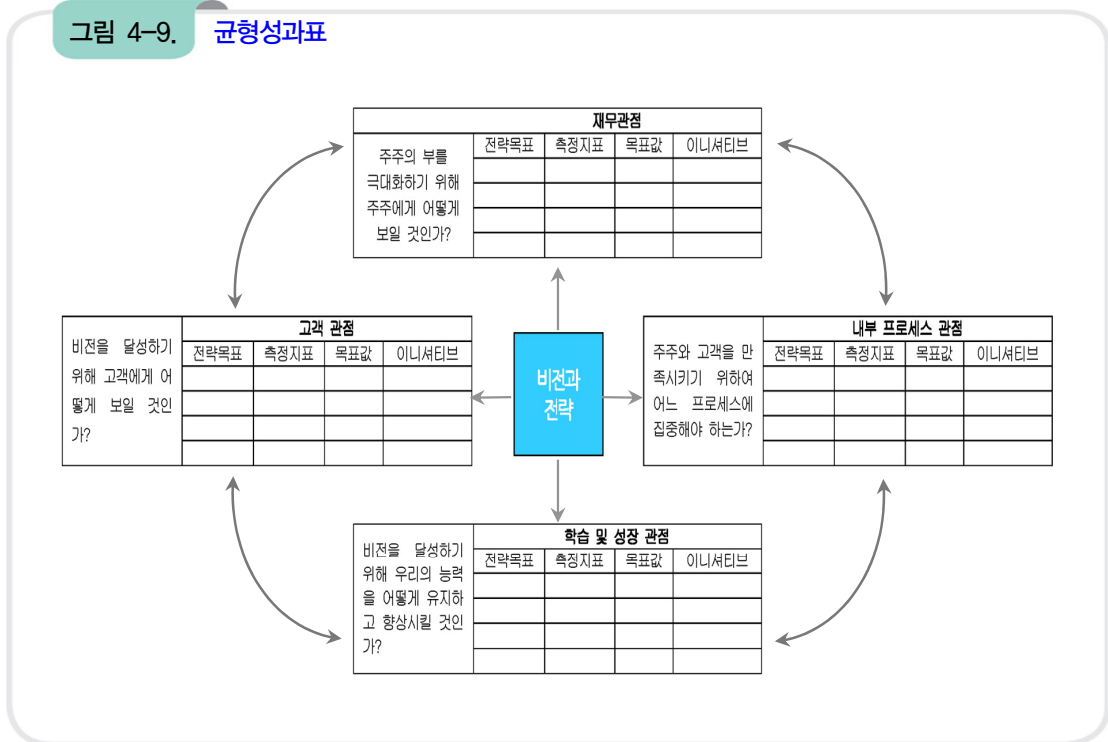 그림 4-9. 균형성과표
재무관점
주주의 부를
극대화하기 위해
주주에게 어떻게
보일 것인가?
전략목표 측정지표 목표값 이니셔티브
고객 관점
비전을 달성하기
위해 고객에게 어
떻게 보일 것인
가?
전략목표 측정지표 목표값 이니셔티브
비전과
전략
내부 프로세스 관점
주주와 고객을 만
족시키기 위하여
어느 프로세스에
집중해야 하는가?
전략목표 측정지표 목표값 이니셔티브
학습 및 성장 관점
비전을 달성하기
위해 우리의 능력
을 어떻게 유지하
고 향상시킬 것인
가?
전략목표 측정지표 목표값 이니셔티브